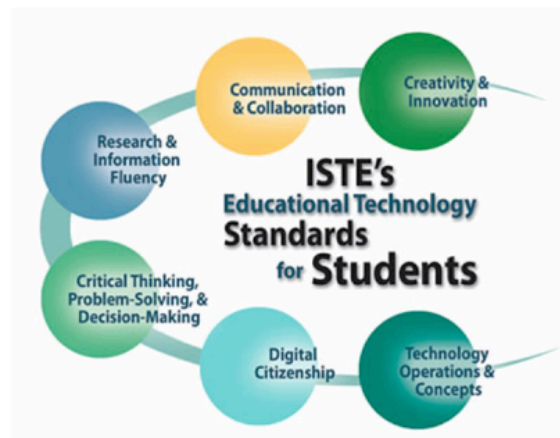 Creativity &
Innovation
Communication
& Collaboration
Research &
Information
Fluency
ISTE's
Educational Technology
Standards
for Students
Critical Thinking,
Problem-Solving, &
Decision-Making
Digital
Citizenship
Technology
Operations &
Concepts